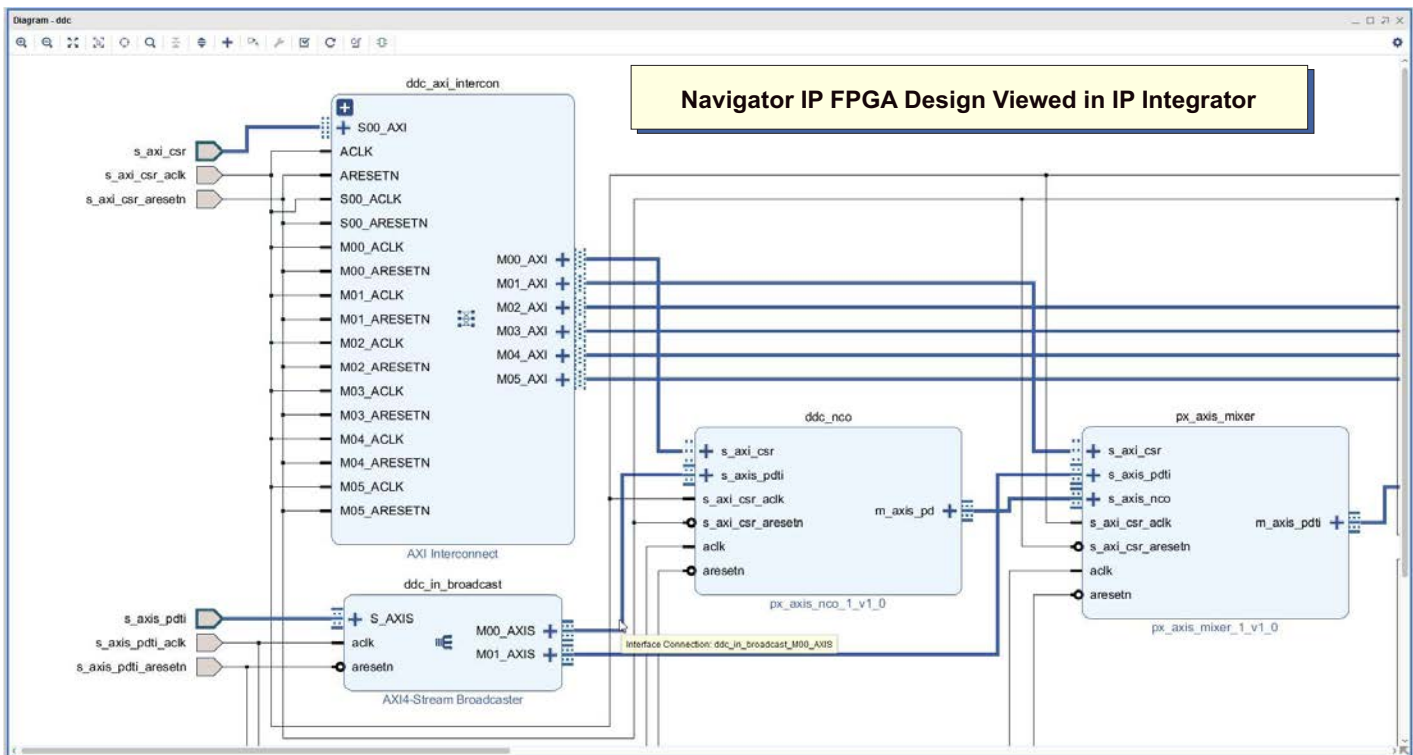 Diagram - ddc
Navigator IP FPGA Design Viewed in IP Integrator
ddc_axi_intercon
S00_AXI
ACLK
ARESETN
S00_ACLK
S00_ARESETN
M00_ACLK
M00_ARESETN
M01_ACLK
M01_ARESETN
M02_ACLK
M02_ARESETN
M03_ACLK
M03_ARESETN
M04_ACLK
M04_ARESETN
M05_ACLK
M05_ARESETN
M00_AXI
M01_AXI
M02_AXI
M03_AXI
M04_AXI
M05_AXI
AXI Interconnect
s_axi_csr
s_axi_csr_aclk
s_axi_csr_aresetn
ddc_nco
s_axi_csr
s_axis_pdti
s_axi_csr_aclk
s_axi_csr_aresetn
aclk
aresetn
m_axis_pd
px_axis_nco_1_v1_0
px_axis_mixer
s_axi_csr
s_axis_pdti
s_axis_nco
s_axi_csr_aclk
s_axi_csr_aresetn
aclk
aresetn
m_axis_pdti
px_axis_mixer_1_v1_0
ddc_in_broadcast
s_axis_pdti
s_axis_pdti_aclk
s_axis_pdti_aresetn
S_AXIS
aclk
aresetn
M00_AXIS
M01_AXIS
AXI4-Stream Broadcaster
Interface Connection: ddc_in_broadcast_M00_AXIS